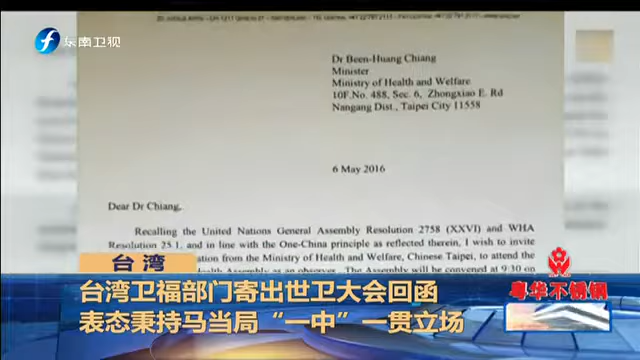 东南卫视
Dr Been-Huang Chiang
Minister
Ministry of Health and Welfare
10F.No. 488, Sec. 6, Zhongxiao E. Rd
Nangang Dist., Taipei City 11558
6 May 2016
Dear Dr Chiang,
Recalling the United Nations General Assembly Resolution 2758 (XXVI) and WHA
Resolution 25.1, and in line with the One-China principle as reflected therein, I wish to invite
ation from the Ministry of Health and Welfare, Chinese Taipei, to attend the
Health Assembly as an observer. The Assembly will be convened at 9:30 on
台湾
台湾卫福部门寄出世卫大会回函
表态秉持马当局“一中”一贯立场
粤华不锈钢